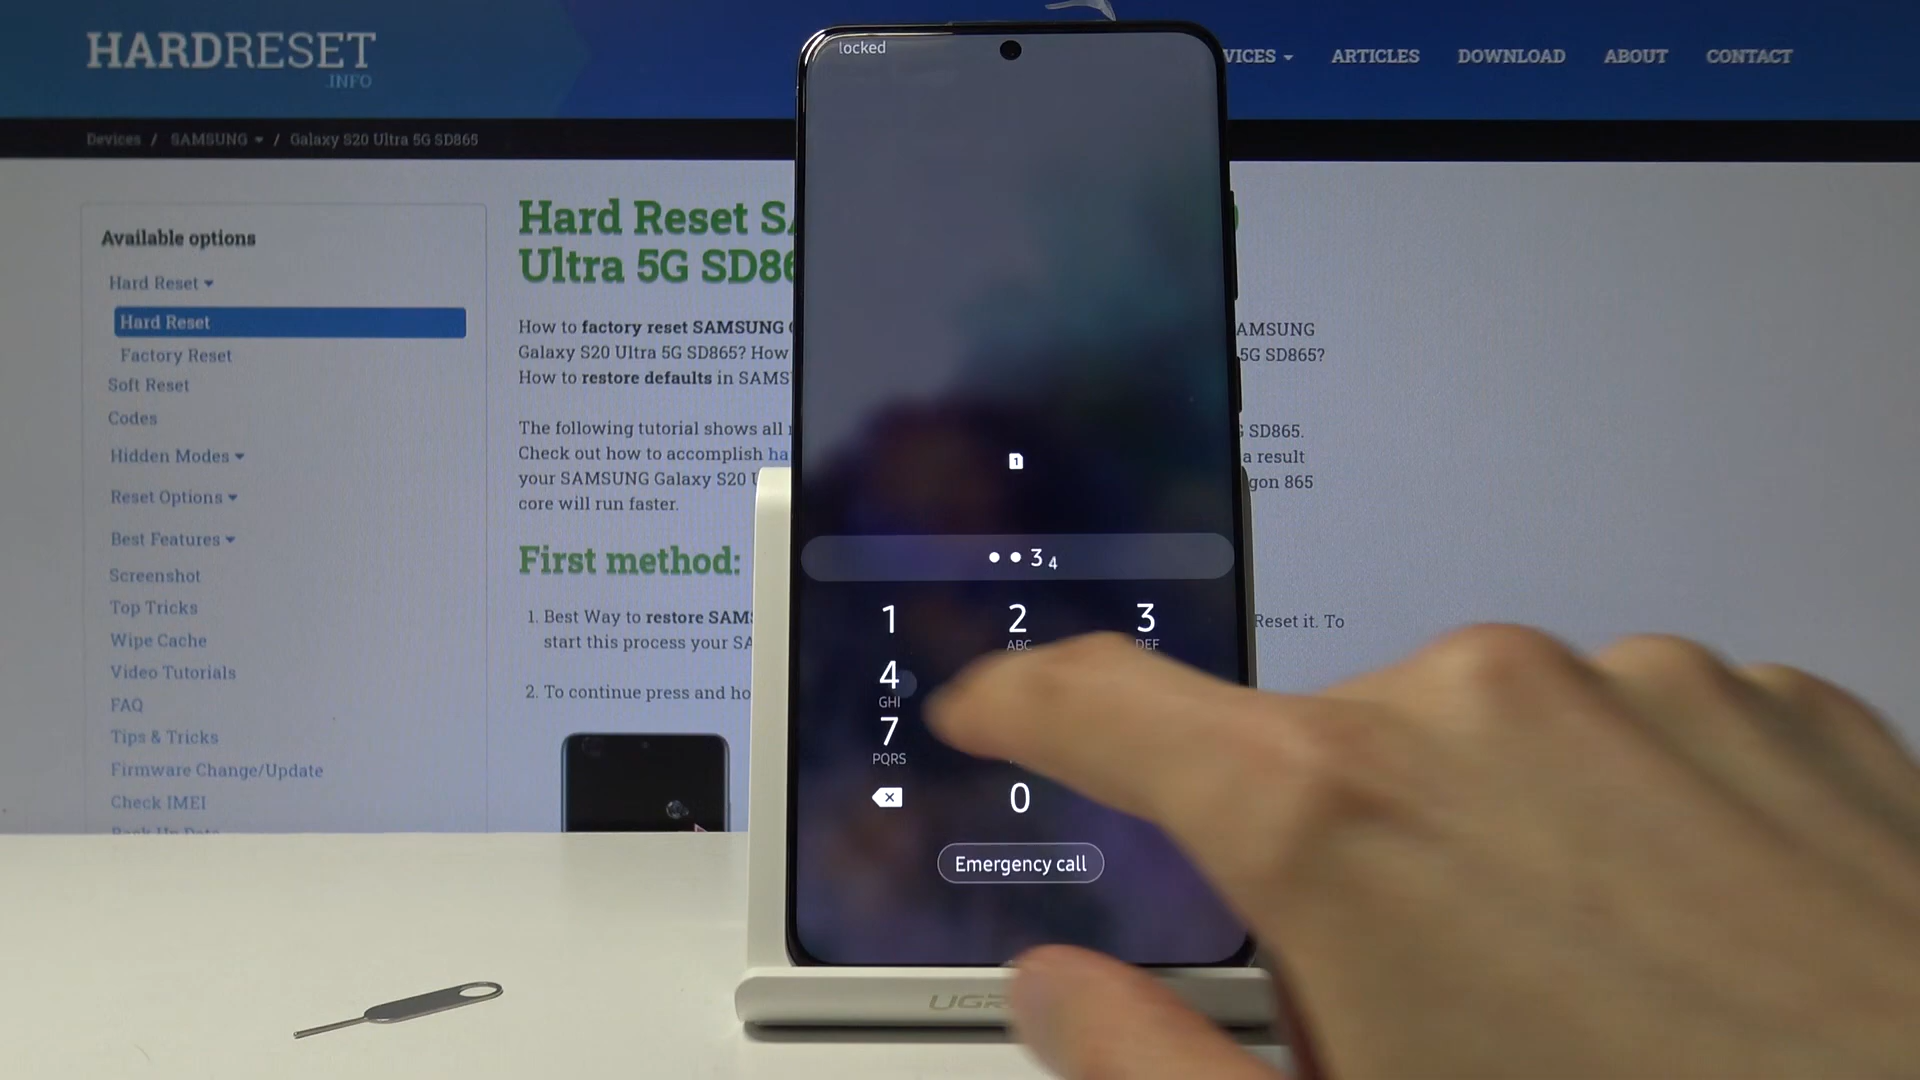 HARDRESET
.INFO
VICES
ARTICLES
DOWNLOAD
ABOUT
CONTACT
Devices / SAMSUNG / Galaxy S20 Ultra 5G SD865
Available options
Hard Reset
Hard Reset
Factory Reset
Soft Reset
Codes
Hidden Modes
Reset Options
Best Features
Screenshot
Top Tricks
Wipe Cache
Video Tutorials
FAQ
Tips & Tricks
Firmware Change/Update
Check IMEI
Back Up Data
Hard Reset SA
Ultra 5G SD86
How to factory reset SAMSUNG
Galaxy S20 Ultra 5G SD865? How
How to restore defaults in SAMS
AMSUNG
5G SD865?
The following tutorial shows all
Check out how to accomplish ha
your SAMSUNG Galaxy S20
core will run faster.
SD865.
a result
gon 865
First method:
1. Best Way to restore SAM
start this process your SA
Reset it. To
2. To continue press and ho
locked
1
••34
1
2 ABC
3 DEF
4 GHI
7 PQRS
0
Emergency call
UGR